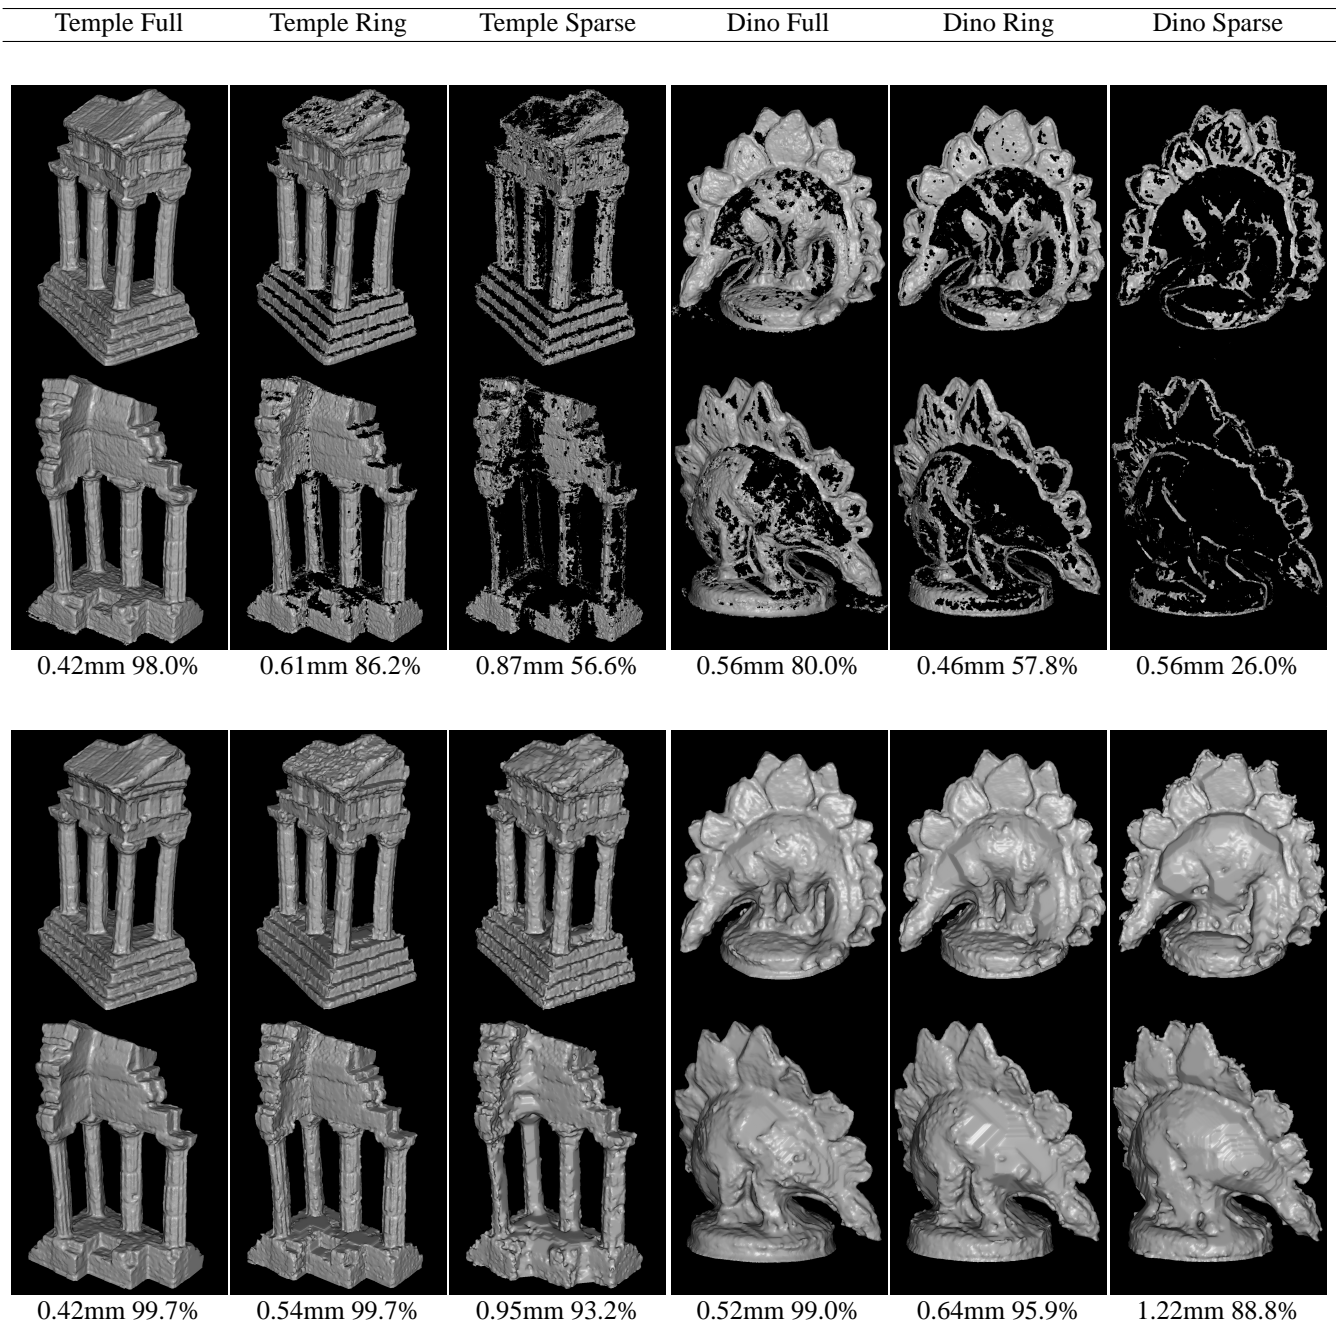 Temple Full Temple Ring Temple Sparse Dino Full Dino Ring Dino Sparse
0.42mm 98.0% 0.61mm 86.2% 0.87mm 56.6% 0.56mm 80.0% 0.46mm 57.8% 0.56mm 26.0%
0.42mm 99.7% 0.54mm 99.7% 0.95mm 93.2% 0.52mm 99.0% 0.64mm 95.9% 1.22mm 88.8%